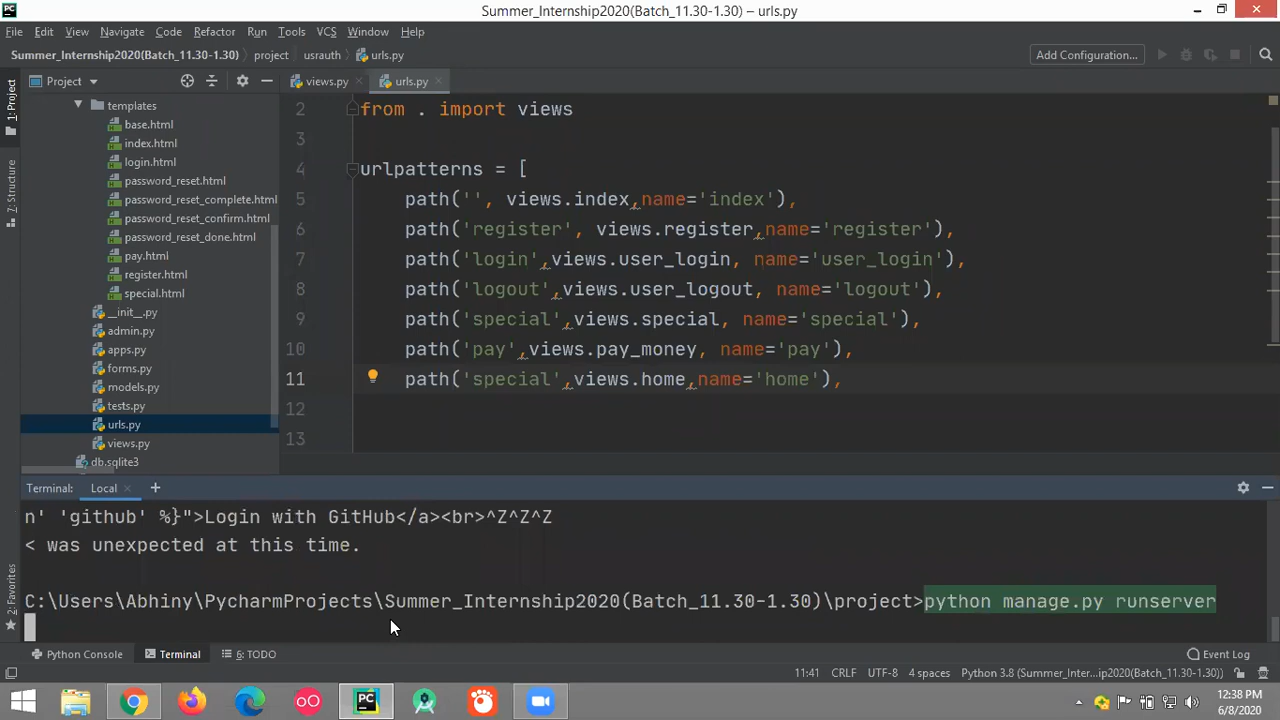 PC
Summer_Internship2020(Batch_11.30-1.30) – urls.py
File Edit View Navigate Code Refactor Run Tools VCS Window Help
Summer_Internship2020(Batch_11.30-1.30) project usrauth urls.py
Add Configuration...
1: Project
Project
views.py
urls.py
templates
base.html
index.html
login.html
password_reset.html
password_reset_complete.html
password_reset_confirm.html
password_reset_done.html
pay.html
register.html
special.html
__init__.py
admin.py
apps.py
forms.py
models.py
tests.py
urls.py
views.py
db.sqlite3
Z: Structure
2: Favorites
2 from . import views
3
4 urlpatterns = [
5 path('', views.index,name='index'),
6 path('register', views.register,name='register'),
7 path('login',views.user_login, name='user_login'),
8 path('logout',views.user_logout, name='logout'),
9 path('special',views.special, name='special'),
10 path('pay',views.pay_money, name='pay'),
11 path('special',views.home,name='home'),
12
13
Terminal: Local +
n' 'github' %}">Login with GitHub</a><br>^Z^Z^Z
< was unexpected at this time.
C:\Users\Abhiny\PycharmProjects\Summer_Internship2020(Batch_11.30-1.30)\project>python manage.py runserver
Python Console Terminal 6: TODO Event Log
11:41 CRLF UTF-8 4 spaces Python 3.8 (Summer_Inter...ip2020(Batch_11.30-1.30))
PC
12:38 PM
6/8/2020